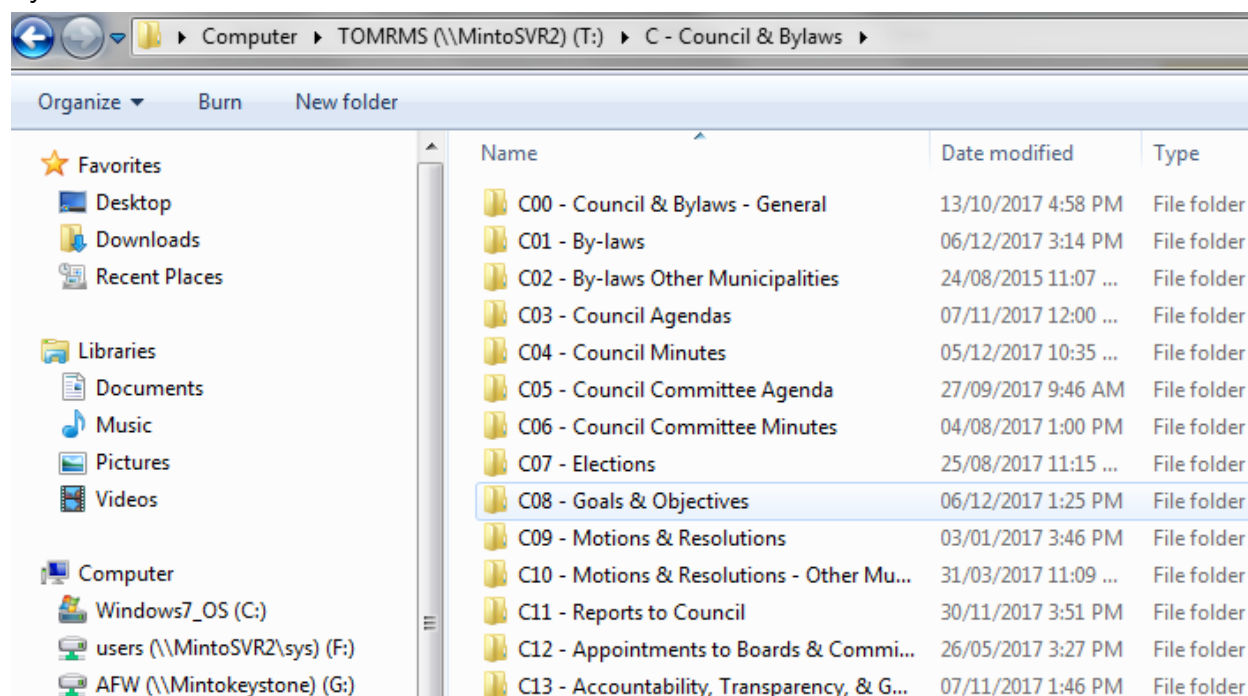 Computer ▸ TOMRMS (\\MintoSVR2) (T:) ▸ C - Council & Bylaws ▸
Organize Burn New folder
Favorites
Desktop
Downloads
Recent Places
Libraries
Documents
Music
Pictures
Videos
Computer
Windows7_OS (C:)
users (\\MintoSVR2\sys) (F:)
AFW (\\Mintokeystone) (G:)
Name Date modified Type
C00 - Council & Bylaws - General 13/10/2017 4:58 PM File folder
C01 - By-laws 06/12/2017 3:14 PM File folder
C02 - By-laws Other Municipalities 24/08/2015 11:07 ... File folder
C03 - Council Agendas 07/11/2017 12:00 ... File folder
C04 - Council Minutes 05/12/2017 10:35 ... File folder
C05 - Council Committee Agenda 27/09/2017 9:46 AM File folder
C06 - Council Committee Minutes 04/08/2017 1:00 PM File folder
C07 - Elections 25/08/2017 11:15 ... File folder
C08 - Goals & Objectives 06/12/2017 1:25 PM File folder
C09 - Motions & Resolutions 03/01/2017 3:46 PM File folder
C10 - Motions & Resolutions - Other Mu... 31/03/2017 11:09 ... File folder
C11 - Reports to Council 30/11/2017 3:51 PM File folder
C12 - Appointments to Boards & Commi... 26/05/2017 3:27 PM File folder
C13 - Accountability, Transparency, & G... 07/11/2017 1:46 PM File folder